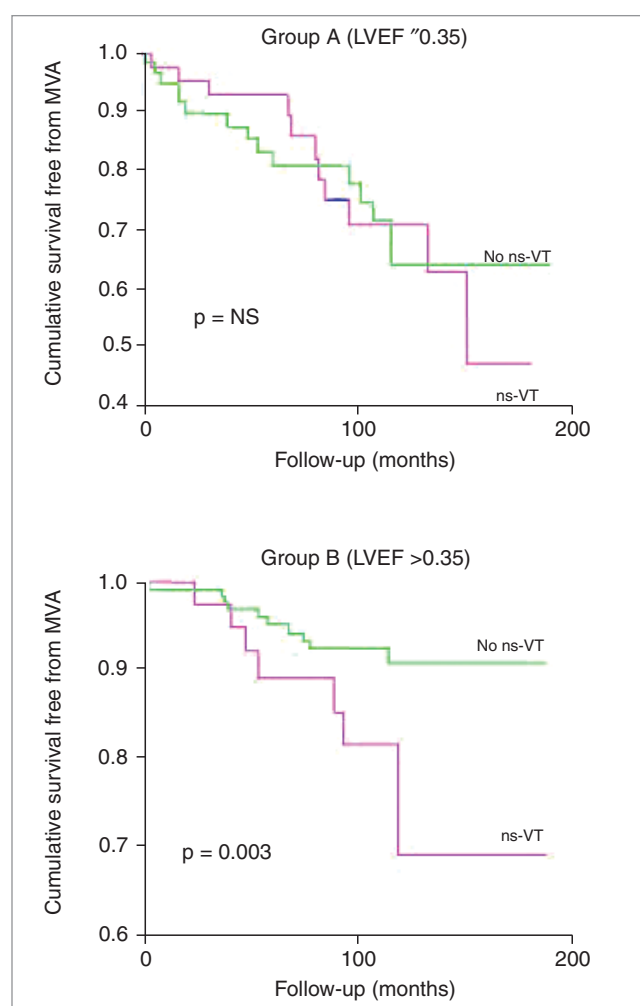 Group A (LVEF ″0.35)
Cumulative survival free from MVA
1.0
0.9
0.8
0.7
0.6
0.5
0.4
No ns-VT
p = NS
ns-VT
0
100
200
Follow-up (months)
Group B (LVEF >0.35)
Cumulative survival free from MVA
1.0
0.9
0.8
0.7
0.6
No ns-VT
ns-VT
p = 0.003
0
100
200
Follow-up (months)